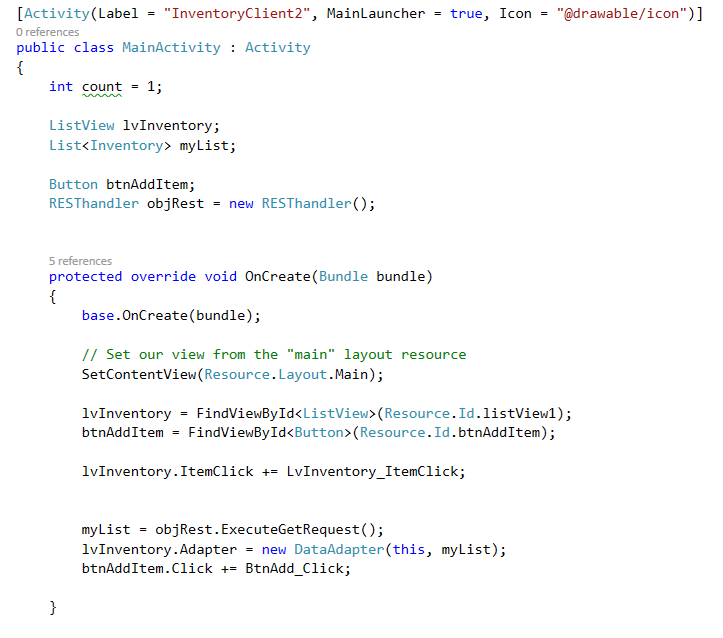 [Activity(Label = "InventoryClient2", MainLauncher = true, Icon = "@drawable/icon")]
0 references
public class MainActivity : Activity
{
    int count = 1;

    ListView lvInventory;
    List<Inventory> myList;

    Button btnAddItem;
    RESThandler objRest = new RESThandler();


    5 references
    protected override void OnCreate(Bundle bundle)
    {
        base.OnCreate(bundle);

        // Set our view from the "main" layout resource
        SetContentView(Resource.Layout.Main);

        lvInventory = FindViewById<ListView>(Resource.Id.listView1);
        btnAddItem = FindViewById<Button>(Resource.Id.btnAddItem);

        lvInventory.ItemClick += LvInventory_ItemClick;


        myList = objRest.ExecuteGetRequest();
        lvInventory.Adapter = new DataAdapter(this, myList);
        btnAddItem.Click += BtnAdd_Click;

    }